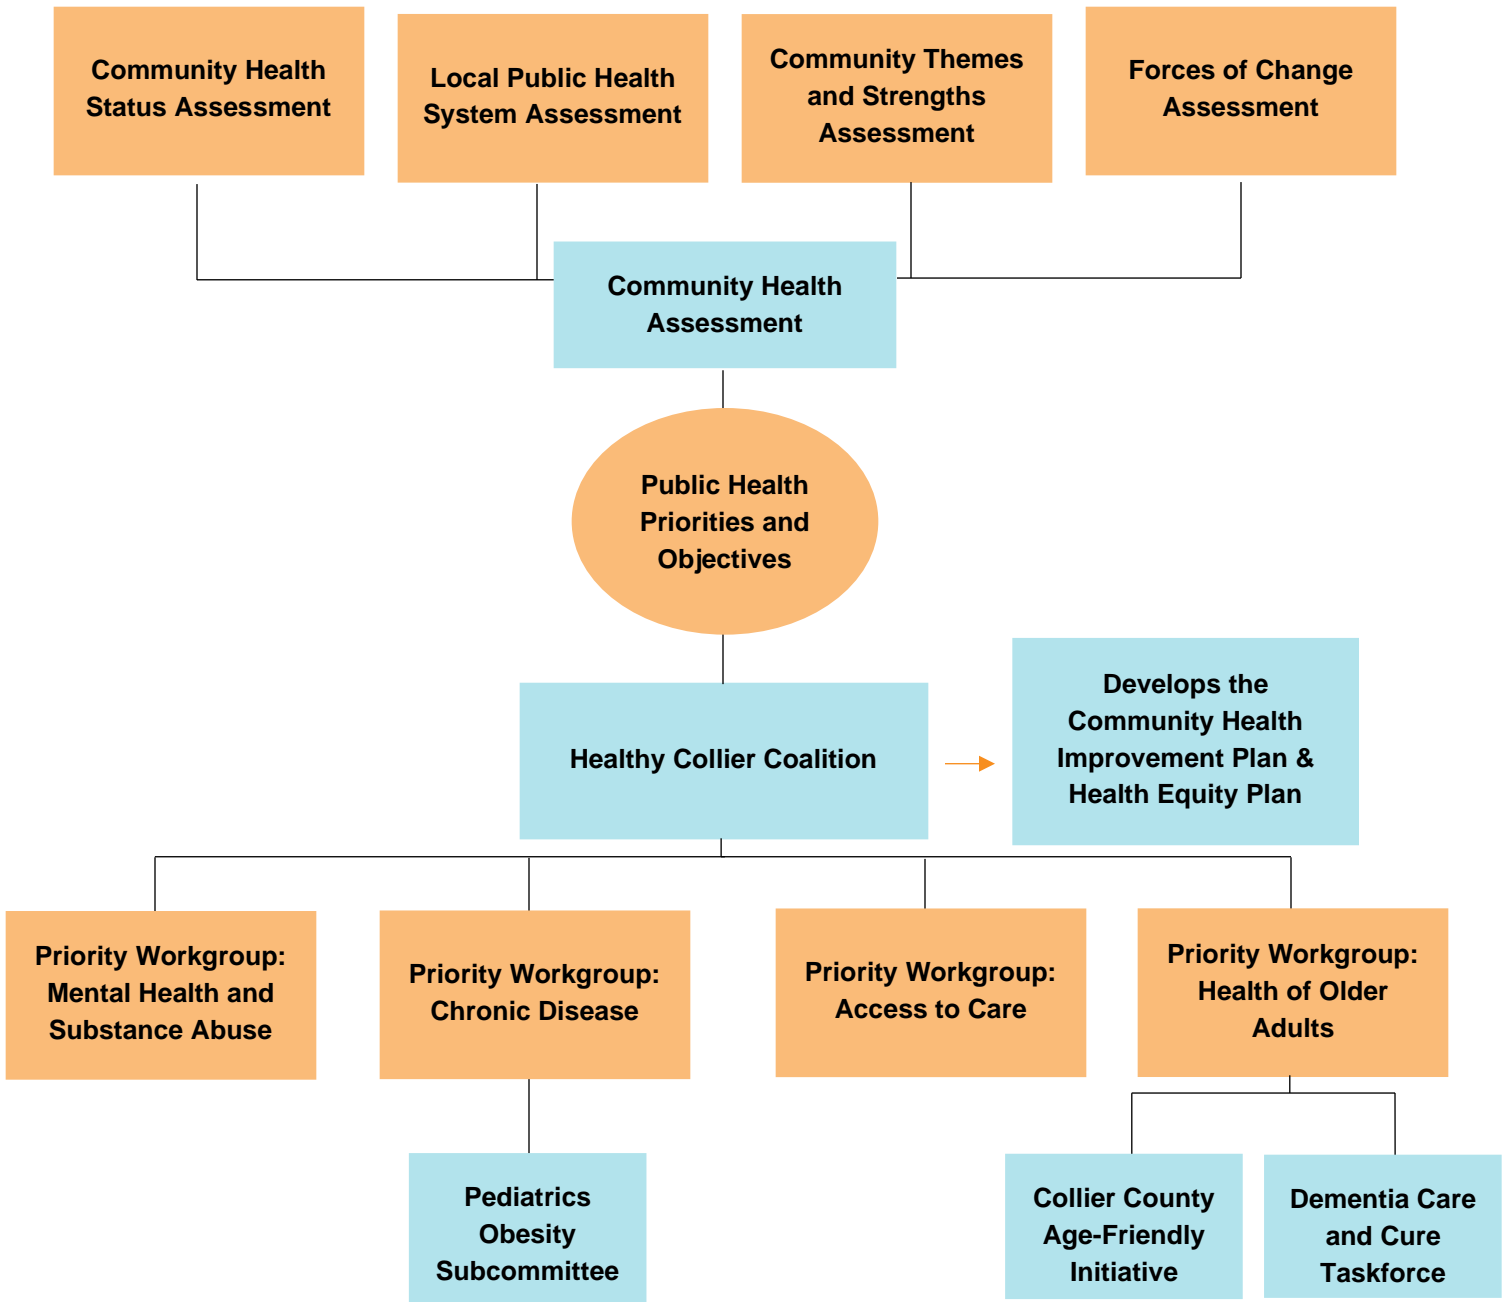 Community Health
Status Assessment
Local Public Health
System Assessment
Community Themes
and Strengths
Assessment
Forces of Change
Assessment
Community Health
Assessment
Public Health
Priorities and
Objectives
Healthy Collier Coalition
Develops the
Community Health
Improvement Plan &
Health Equity Plan
Priority Workgroup:
Mental Health and
Substance Abuse
Priority Workgroup:
Chronic Disease
Priority Workgroup:
Access to Care
Priority Workgroup:
Health of Older
Adults
Pediatrics
Obesity
Subcommittee
Collier County
Age-Friendly
Initiative
Dementia Care
and Cure
Taskforce